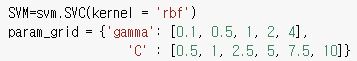 SVM=svm.SVC(kernel = 'rbf')
param_grid = {'gamma': [0.1, 0.5, 1, 2, 4],
'C' : [0.5, 1, 2.5, 5, 7.5, 10]}